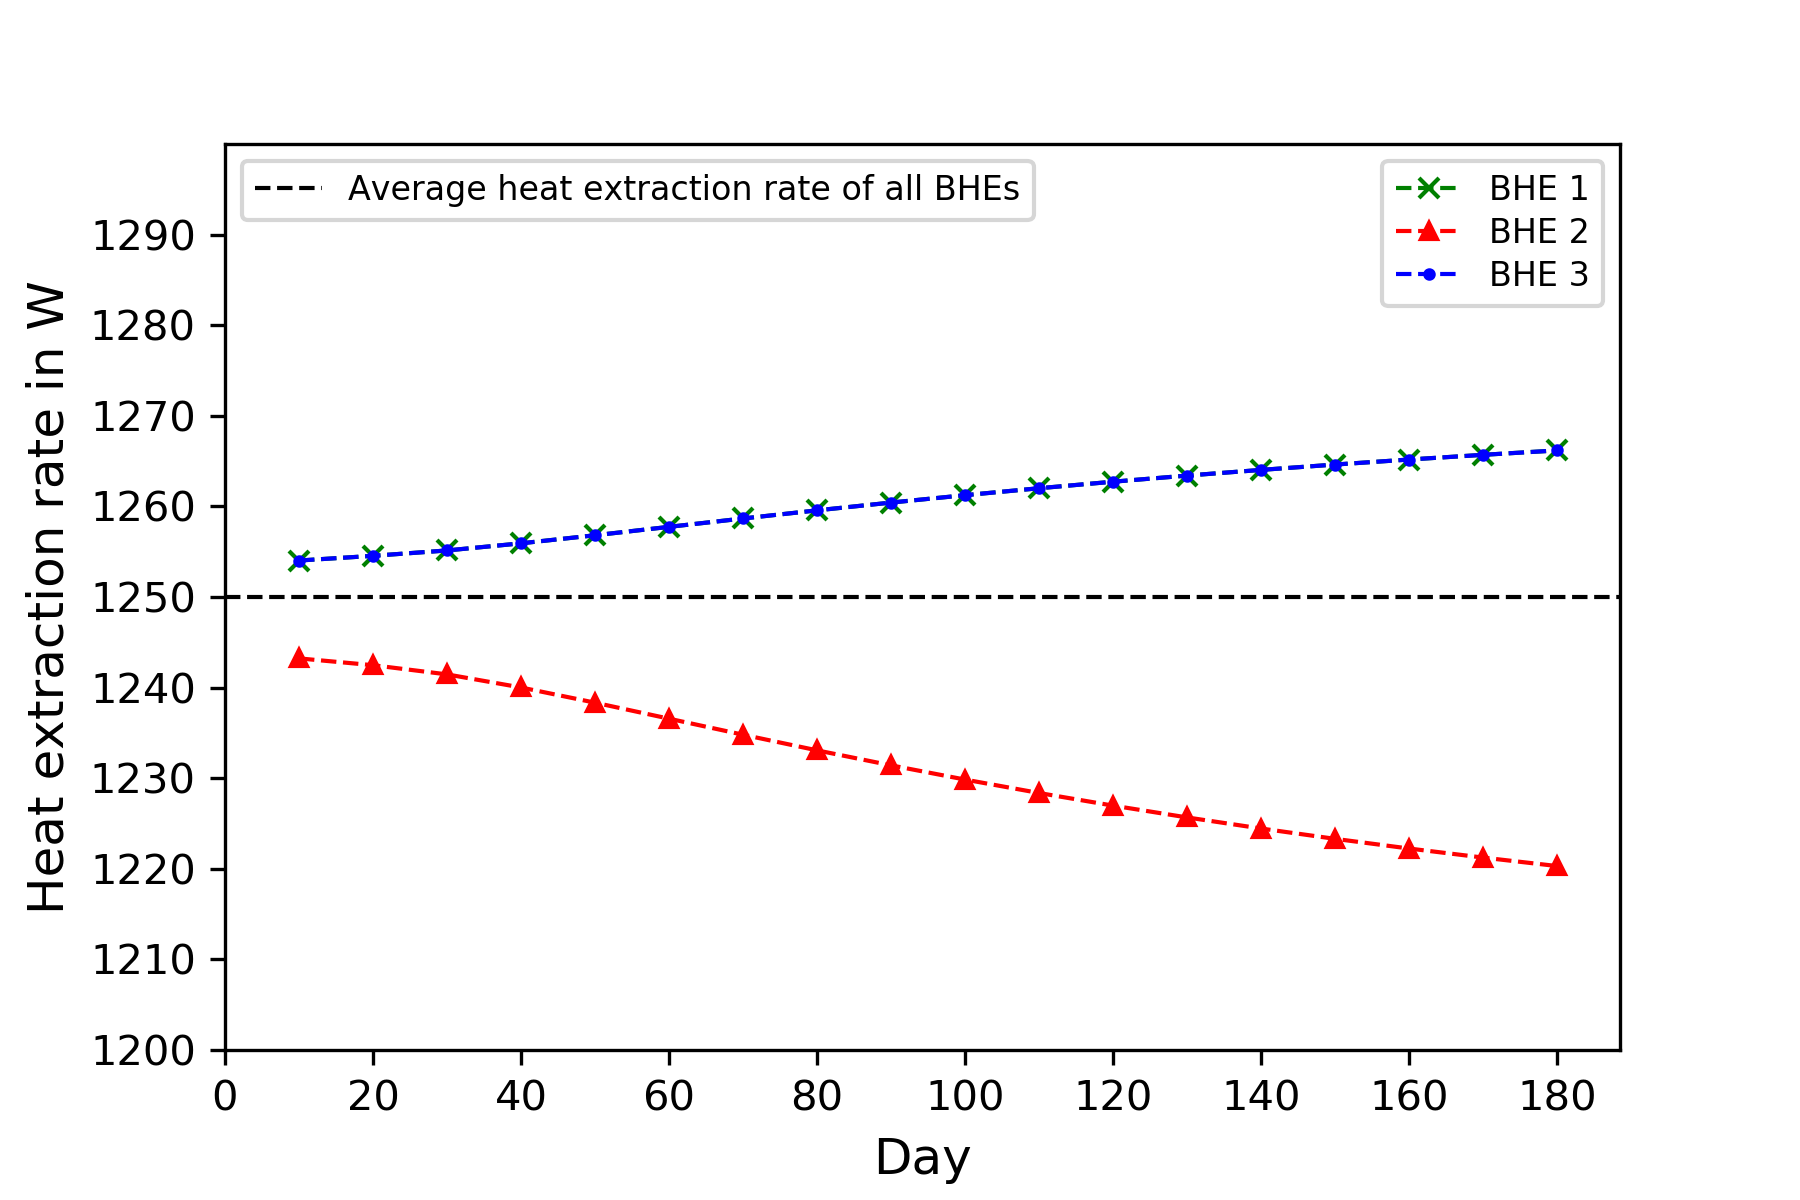 Average heat extraction rate of all BHEs
BHE 1
BHE 2
BHE 3
Heat extraction rate in W
1290
1280
1270
1260
1250
1240
1230
1220
1210
1200
0 20 40 60 80 100 120 140 160 180
Day